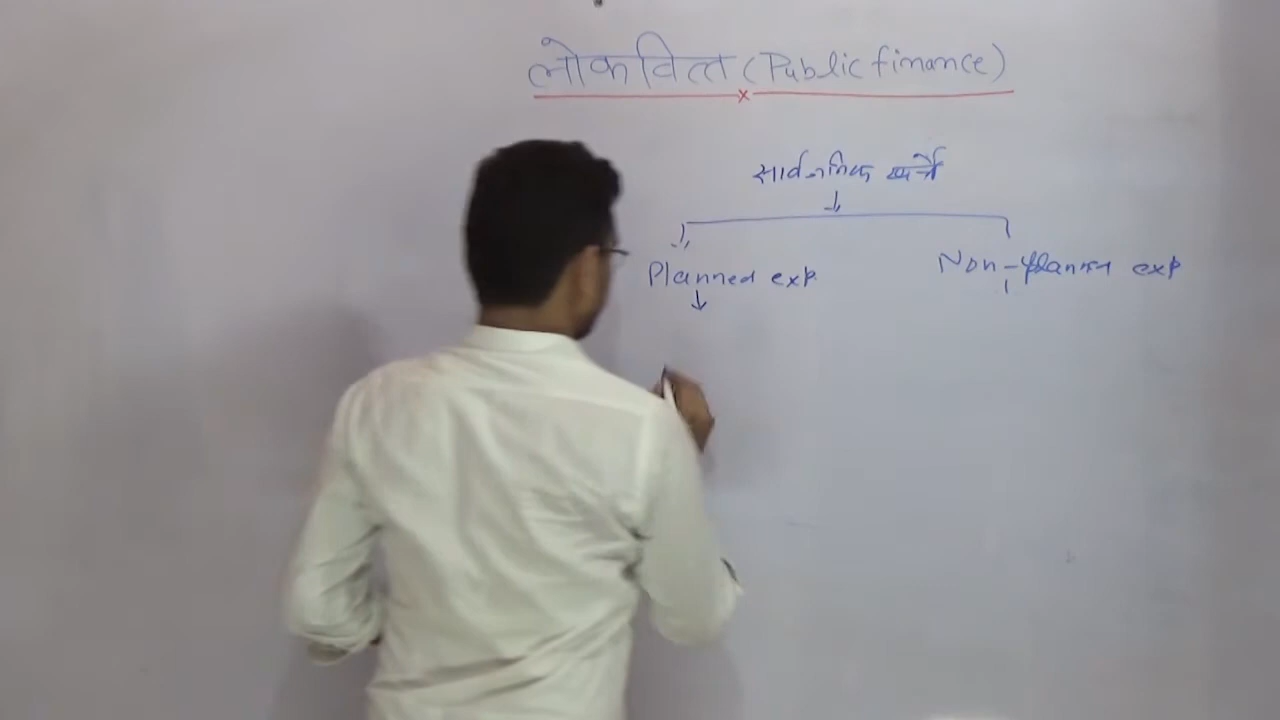 लोकवित्त (Public finance)
सार्वजनिक खर्च
Planned exp.
Non-planned exp